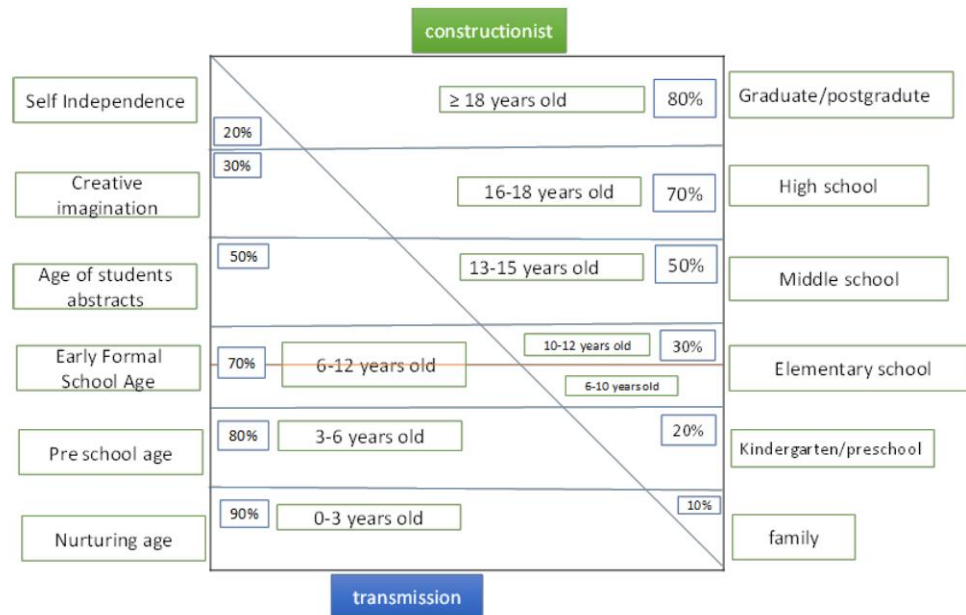 constructionist
Self Independence
≥ 18 years old
80%
Graduate/postgradute
20%
30%
Creative
imagination
16-18 years old
70%
High school
50%
Age of students
abstracts
13-15 years old
50%
Middle school
Early Formal
School Age
70%
6-12 years old
10-12 years old
30%
6-10 years old
Elementary school
Pre school age
80%
3-6 years old
20%
Kindergarten/preschool
Nurturing age
90%
0-3 years old
10%
family
transmission